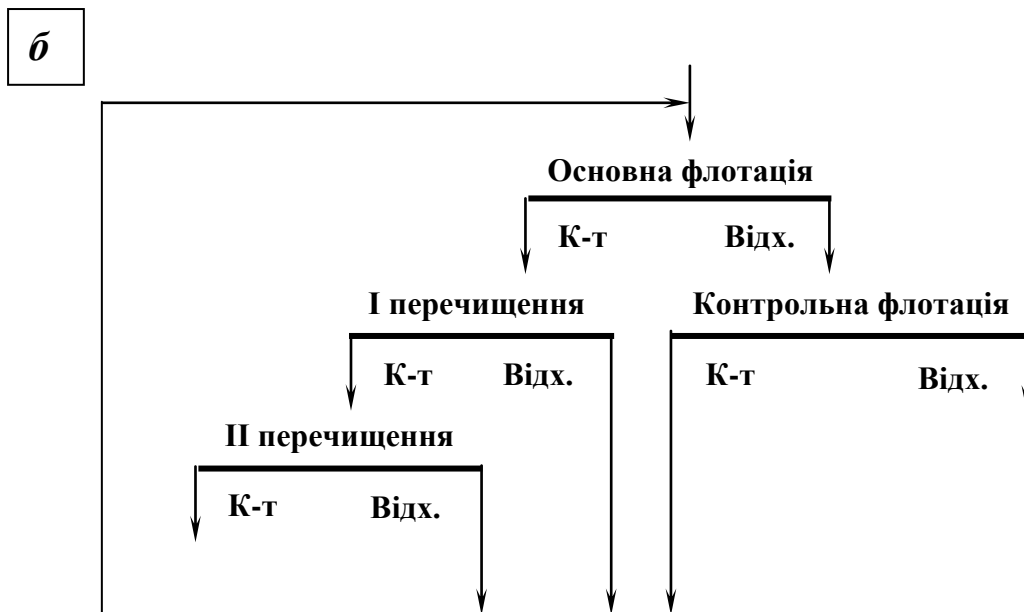 б
Основна флотація
К-т Відх.
І перечищення Контрольна флотація
К-т Відх. К-т Відх.
ІІ перечищення
К-т Відх.